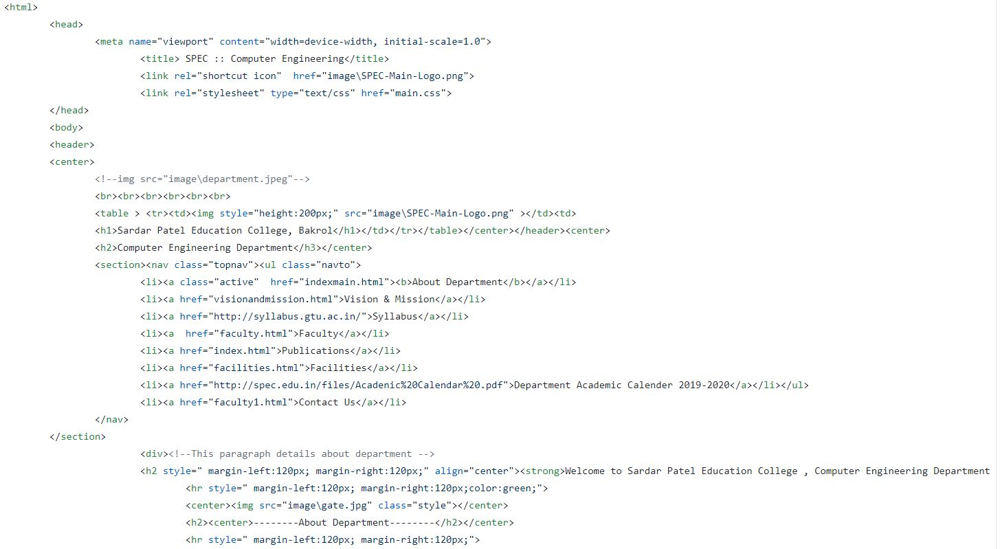 <html>
<head>
<meta name="viewport" content="width=device-width, initial-scale=1.0">
<title> SPEC :: Computer Engineering</title>
<link rel="shortcut icon"  href="image\SPEC-Main-Logo.png">
<link rel="stylesheet" type="text/css" href="main.css">
</head>
<body>
<header>
<center>
<!--img src="image\department.jpeg"-->
<br><br><br><br><br><br>
<table > <tr><td><img style="height:200px;" src="image\SPEC-Main-Logo.png" ></td><td>
<h1>Sardar Patel Education College, Bakrol</h1></td></tr></table></center></header><center>
<h2>Computer Engineering Department</h3></center>
<section><nav class="topnav"><ul class="navto">
<li><a class="active"  href="indexmain.html"><b>About Department</b></a></li>
<li><a href="visionandmission.html">Vision & Mission</a></li>
<li><a href="http://syllabus.gtu.ac.in/">Syllabus</a></li>
<li><a  href="faculty.html">Faculty</a></li>
<li><a href="index.html">Publications</a></li>
<li><a href="facilities.html">Facilities</a></li>
<li><a href="http://spec.edu.in/files/Acadenic%20Calendar%20.pdf">Department Academic Calender 2019-2020</a></li></ul>
<li><a href="faculty1.html">Contact Us</a></li>
</nav>
</section>
<div><!--This paragraph details about department -->
<h2 style=" margin-left:120px; margin-right:120px;" align="center"><strong>Welcome to Sardar Patel Education College , Computer Engineering Department
<hr style=" margin-left:120px; margin-right:120px;color:green;">
<center><img src="image\gate.jpg" class="style"></center>
<h2><center>--------About Department--------</h2></center>
<hr style=" margin-left:120px; margin-right:120px;">